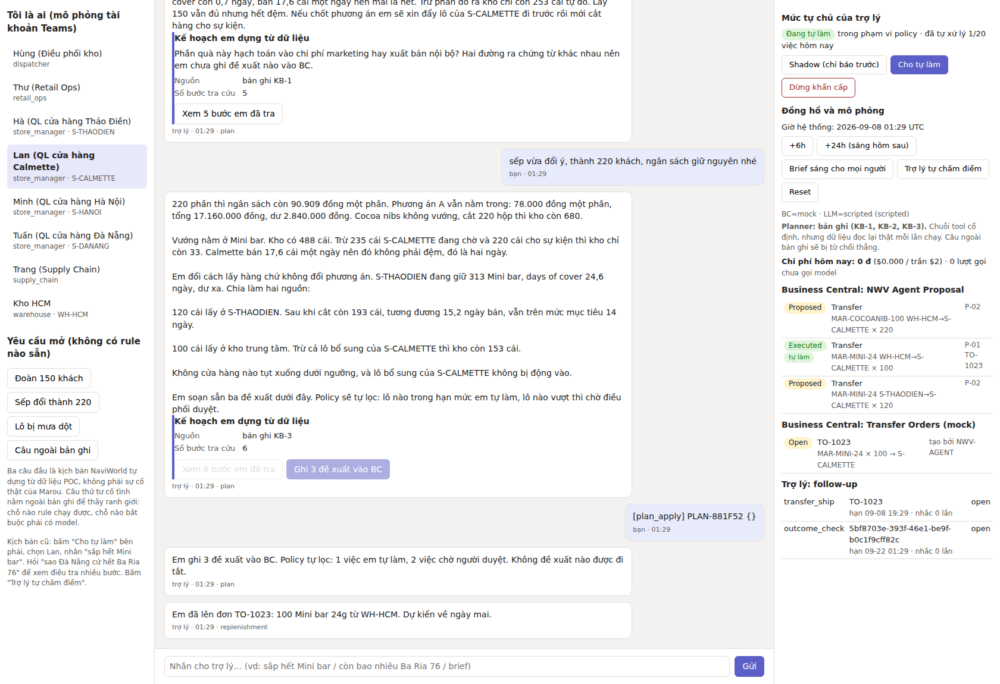 Tôi là ai (mô phỏng tài
khoản Teams)
Hùng (Điều phối kho)
dispatcher
Thư (Retail Ops)
retail_ops
Hà (QL cửa hàng Thảo Điền)
store_manager · S-THAODIEN
Lan (QL cửa hàng
Calmette)
store_manager · S-CALMETTE
Minh (QL cửa hàng Hà Nội)
store_manager · S-HANOI
Tuấn (QL cửa hàng Đà Nẵng)
store_manager · S-DANANG
Trang (Supply Chain)
supply_chain
Kho HCM
warehouse · WH-HCM
Yêu cầu mở (không có rule
nào sẵn)
Đoàn 150 khách
Sếp đổi thành 220
Lô bị mưa dột
Câu ngoài bản ghi
Ba câu đầu là kịch bản NaviWorld tự
dựng từ dữ liệu POC, không phải sự cố
thật của Marou. Câu thứ tư cố tình
nằm ngoài bản ghi để thấy ranh giới:
chỗ nào rule chạy được, chỗ nào bắt
buộc phải có model.
Kịch bản cũ: bấm "Cho tự làm" bên
phải, chọn Lan, nhắn "sắp hết Mini
bar". Hỏi "sao Đà Nẵng cứ hết Ba Ria
76" để xem điều tra nhiều bước. Bấm
"Trợ lý tự chấm điểm".
cover còn 0,7 ngày, bán 17,6 cái một ngày nên mai là hết. Trừ phần đó ra kho chỉ còn 253 cái tự do. Lấy
150 vẫn đủ nhưng hết đệm. Nếu chốt phương án em sẽ xin đẩy lô của S-CALMETTE đi trước rồi mới cắt
hàng cho sự kiện.
Kế hoạch em dựng từ dữ liệu
Phần quà này hạch toán vào chi phí marketing hay xuất bán nội bộ? Hai đường ra chứng từ khác nhau nên
em chưa ghi đề xuất nào vào BC.
Nguồn bản ghi KB-1
Số bước tra cứu 5
Xem 5 bước em đã tra
trợ lý · 01:29 · plan
sếp vừa đổi ý, thành 220 khách, ngân sách giữ nguyên nhé
bạn · 01:29
220 phần thì ngân sách còn 90.909 đồng một phần. Phương án A vẫn nằm trong: 78.000 đồng một phần,
tổng 17.160.000 đồng, dư 2.840.000 đồng. Cocoa nibs không vướng, cắt 220 hộp thì kho còn 680.
Vướng nằm ở Mini bar. Kho có 488 cái. Trừ 235 cái S-CALMETTE đang chờ và 220 cái cho sự kiện thì kho chỉ
còn 33. Calmette bán 17,6 cái một ngày nên đó không phải đệm, đó là hai ngày.
Em đổi cách lấy hàng chứ không đổi phương án. S-THAODIEN đang giữ 313 Mini bar, days of cover 24,6
ngày, dư xa. Chia làm hai nguồn:
120 cái lấy ở S-THAODIEN. Sau khi cắt còn 193 cái, tương đương 15,2 ngày bán, vẫn trên mức mục tiêu 14
ngày.
100 cái lấy ở kho trung tâm. Trừ cả lô bổ sung của S-CALMETTE thì kho còn 153 cái.
Không cửa hàng nào tụt xuống dưới ngưỡng, và lô bổ sung của S-CALMETTE không bị động vào.
Em soạn sẵn ba đề xuất dưới đây. Policy sẽ tự lọc: lô nào trong hạn mức em tự làm, lô nào vượt thì chờ điều
phối duyệt.
Kế hoạch em dựng từ dữ liệu
Nguồn bản ghi KB-3
Số bước tra cứu 6
Xem 6 bước em đã tra Ghi 3 đề xuất vào BC
trợ lý · 01:29 · plan
[plan_apply] PLAN-881F52 {}
bạn · 01:29
Em ghi 3 đề xuất vào BC. Policy tự lọc: 1 việc em tự làm, 2 việc chờ người duyệt. Không đề xuất nào được đi
tắt.
trợ lý · 01:29 · plan
Em đã lên đơn TO-1023: 100 Mini bar 24g từ WH-HCM. Dự kiến về ngày mai.
trợ lý · 01:29 · replenishment
Nhắn cho trợ lý... (vd: sắp hết Mini bar / còn bao nhiêu Ba Ria 76 / brief)
Gửi
Mức tự chủ của trợ lý
Đang tự làm trong phạm vi policy · đã tự xử lý 1/20
việc hôm nay
Shadow (chỉ báo trước) Cho tự làm
Dừng khẩn cấp
Đồng hồ và mô phỏng
Giờ hệ thống: 2026-09-08 01:29 UTC
+6h +24h (sáng hôm sau)
Brief sáng cho mọi người Trợ lý tự chấm điểm
Reset
BC=mock · LLM=scripted (scripted)
Planner: bản ghi (KB-1, KB-2, KB-3). Chuỗi tool cố
định, nhưng dữ liệu đọc lại thật mỗi lần chạy. Câu ngoài
bản ghi sẽ bị từ chối thẳng.
Chi phí hôm nay: 0 đ ($0.000 / trần $2) · 0 lượt gọi
chưa gọi model
Business Central: NWV Agent Proposal
Proposed Transfer P-02
MAR-COCOANIB-100 WH-HCM→S-
CALMETTE × 220
Executed Transfer P-01
tự làm MAR-MINI-24 WH-HCM→S- TO-
CALMETTE × 100 1023
Proposed Transfer P-02
MAR-MINI-24 S-THAODIEN→S-
CALMETTE × 120
Business Central: Transfer Orders (mock)
Open TO-1023 tạo bởi NWV-
MAR-MINI-24 × 100 → S- AGENT
CALMETTE
Trợ lý: follow-up
transfer_ship TO-1023 open
hạn 09-08 19:29 · nhắc 0 lần
outcome_check 5bf8703e-393f-46e1-be9f- open
b0c1f9cff82c
hạn 09-22 01:29 · nhắc 0 lần